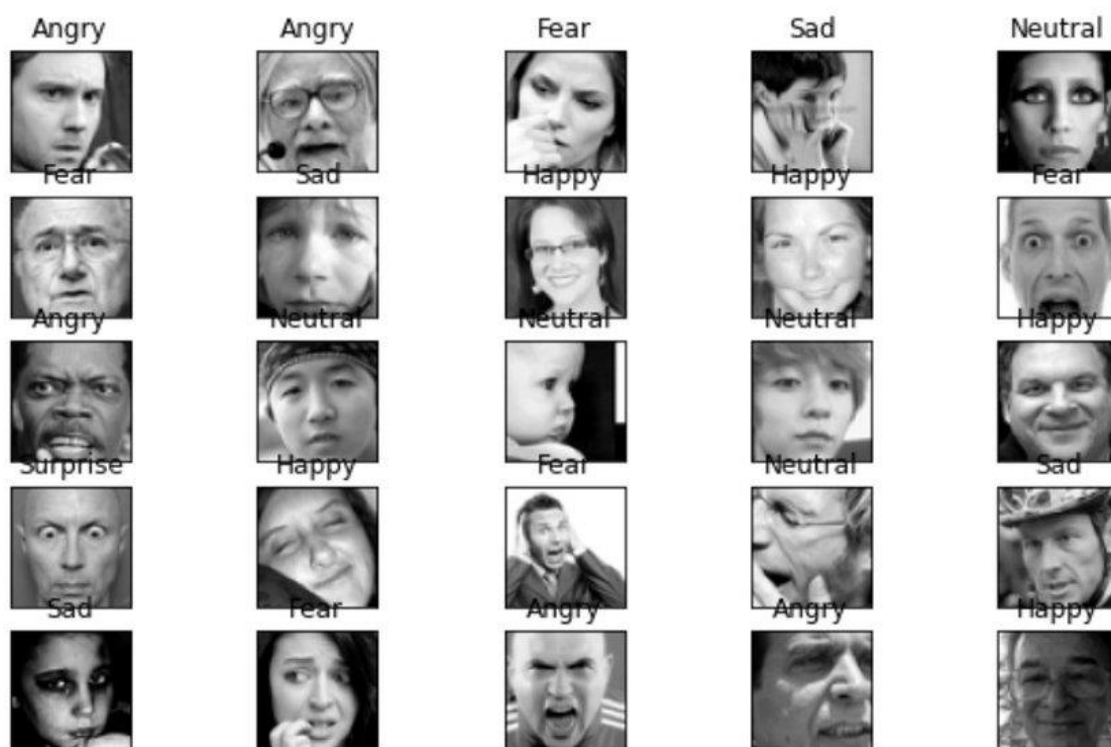 Angry Angry Fear Sad Neutral
Fear Sad Happy Happy Fear
Angry Neutral Neutral Neutral Happy
Surprise Happy Fear Neutral Sad
Sad Fear Angry Angry Happy